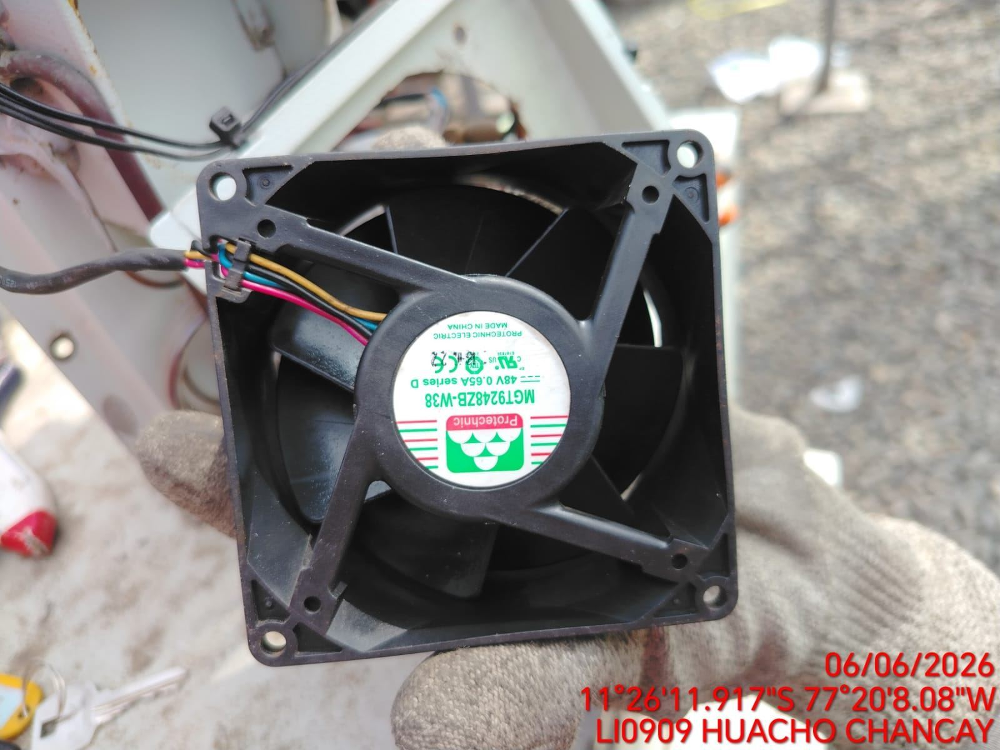 Protechnic
MGT9248ZB-W38
48V 0.65A series D
C US
PROTECHNIC ELECTRIC
MADE IN CHINA
06/06/2026
11°26'11.917"S 77°20'8.08"W
LI0909 HUACHO CHANCAY